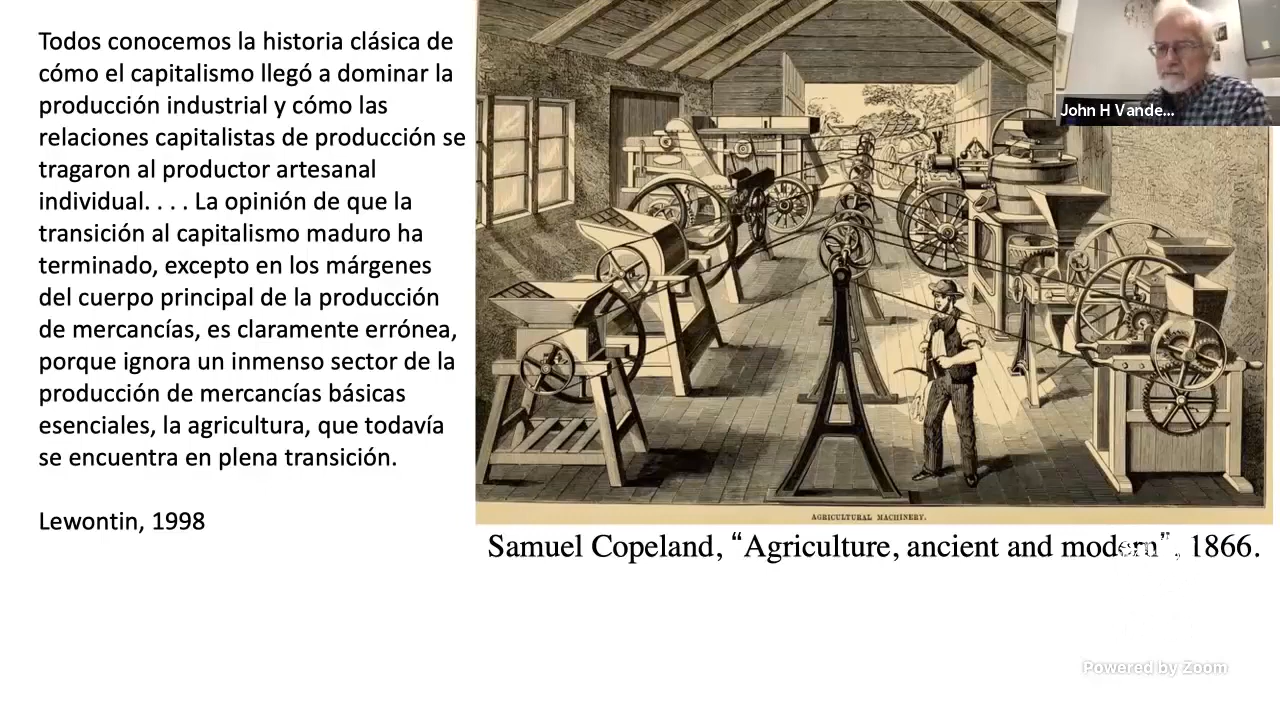 Todos conocemos la historia clásica de
cómo el capitalismo llegó a dominar la
producción industrial y cómo las
relaciones capitalistas de producción se
tragaron al productor artesanal
individual. . . . La opinión de que la
transición al capitalismo maduro ha
terminado, excepto en los márgenes
del cuerpo principal de la producción
de mercancías, es claramente errónea,
porque ignora un inmenso sector de la
producción de mercancías básicas
esenciales, la agricultura, que todavía
se encuentra en plena transición.
Lewontin, 1998
John H Vande...
AGRICULTURAL MACHINERY.
Samuel Copeland, “Agriculture, ancient and modern”, 1866.
Powered by Zoom